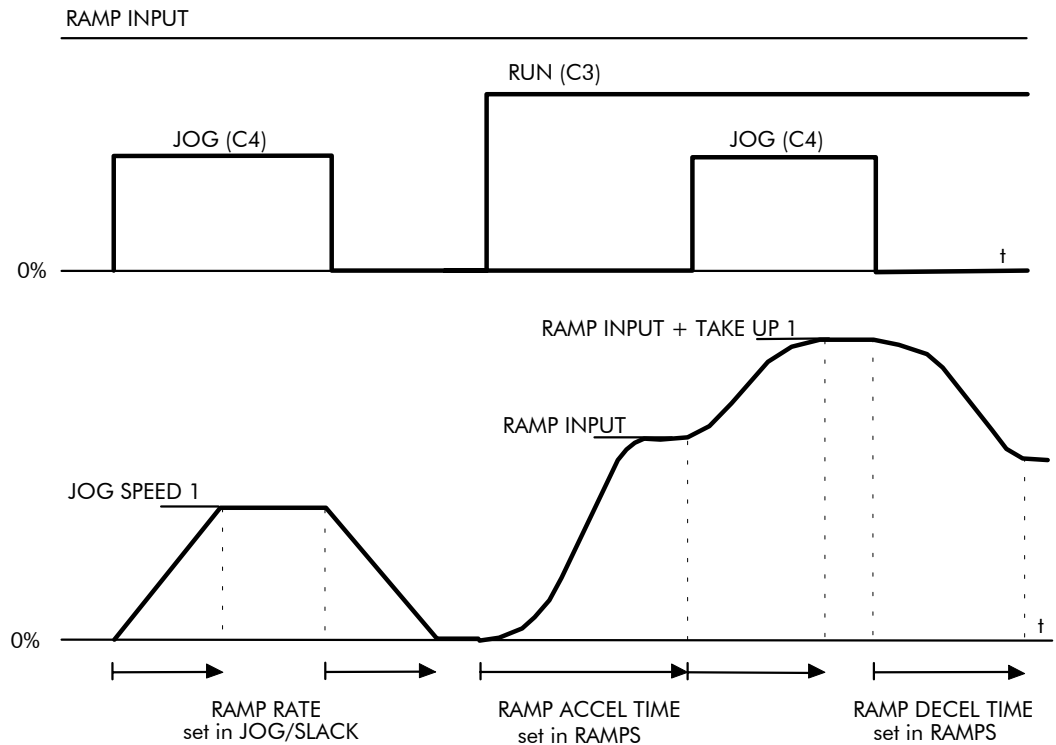 RAMP INPUT
RUN (C3)
JOG (C4)
JOG (C4)
t
0%
RAMP INPUT + TAKE UP 1
RAMP INPUT
JOG SPEED 1
t
0%
RAMP RATE
set in JOG/SLACK
RAMP ACCEL TIME
set in RAMPS
RAMP DECEL TIME
set in RAMPS